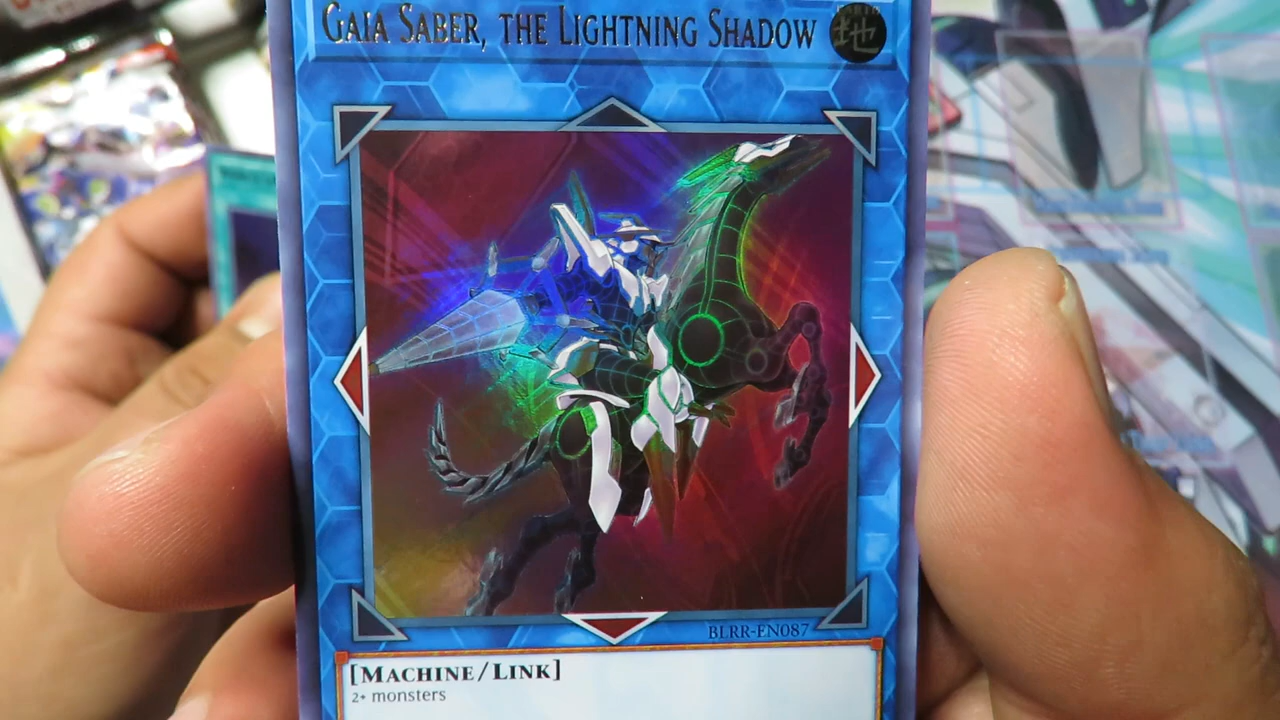 GAIA SABER, THE LIGHTNING SHADOW
地
BLRR-EN087
[MACHINE/LINK]
2+ monsters